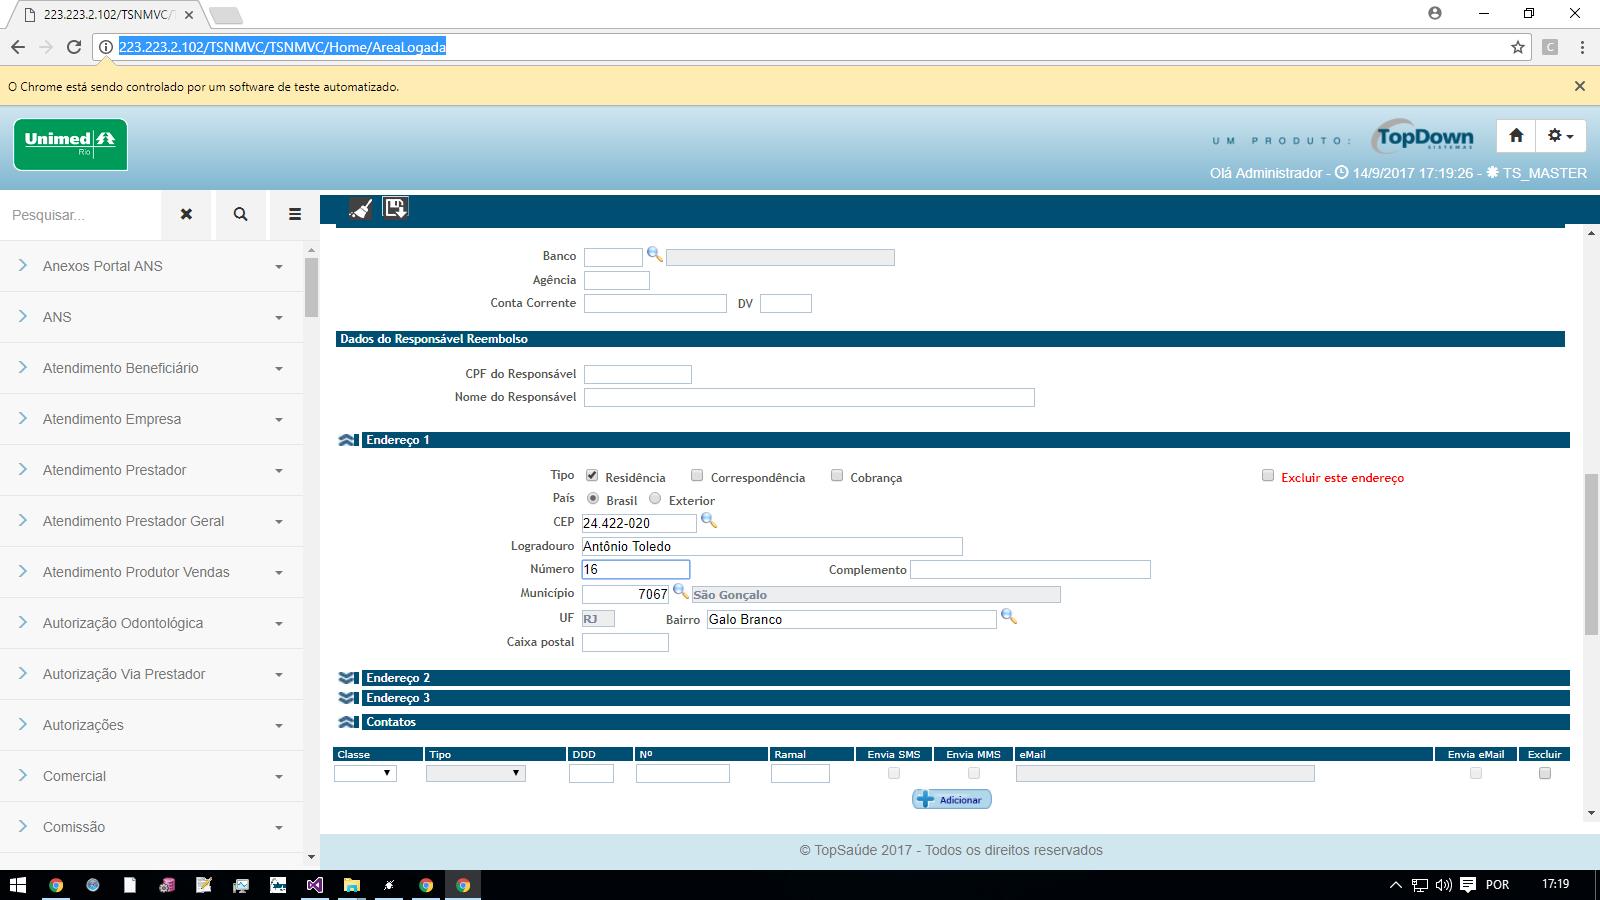 223.223.2.102/TSNMVC/T
223.223.2.102/TSNMVC/TSNMVC/Home/AreaLogada
C
O Chrome está sendo controlado por um software de teste automatizado.
Unimed
Rio
UM PRODUTO:
TopDown
SISTEMAS
Olá Administrador - 14/9/2017 17:19:26 - TS_MASTER
Pesquisar...
Anexos Portal ANS
ANS
Atendimento Beneficiário
Atendimento Empresa
Atendimento Prestador
Atendimento Prestador Geral
Atendimento Produtor Vendas
Autorização Odontológica
Autorização Via Prestador
Autorizações
Comercial
Comissão
Banco
Agência
Conta Corrente DV
Dados do Responsável Reembolso
CPF do Responsável
Nome do Responsável
Endereço 1
Tipo Residência Correspondência Cobrança Excluir este endereço
País Brasil Exterior
CEP 24.422-020
Logradouro Antônio Toledo
Número 16 Complemento
Município 7067 São Gonçalo
UF RJ Bairro Galo Branco
Caixa postal
Endereço 2
Endereço 3
Contatos
Classe Tipo DDD Nº Ramal Envia SMS Envia MMS eMail Envia eMail Excluir
Adicionar
© TopSaúde 2017 - Todos os direitos reservados
POR 17:19